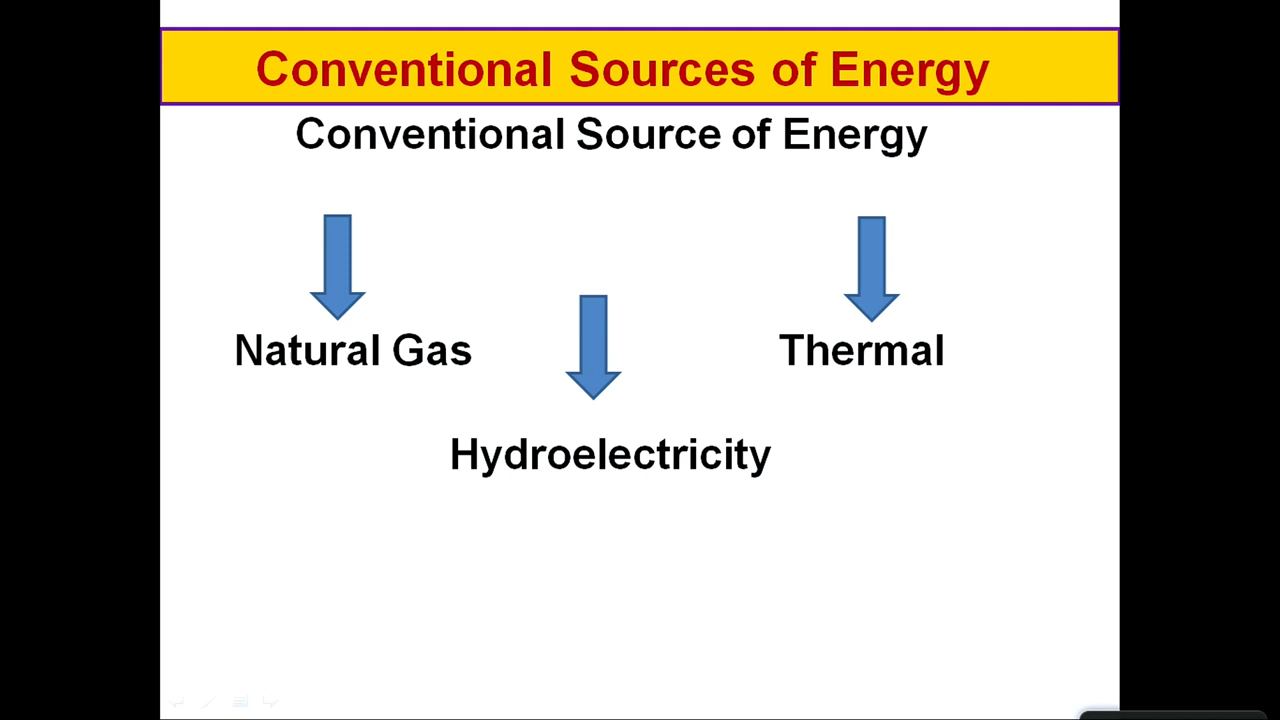 Conventional Sources of Energy
Conventional Source of Energy
Natural Gas
Thermal
Hydroelectricity